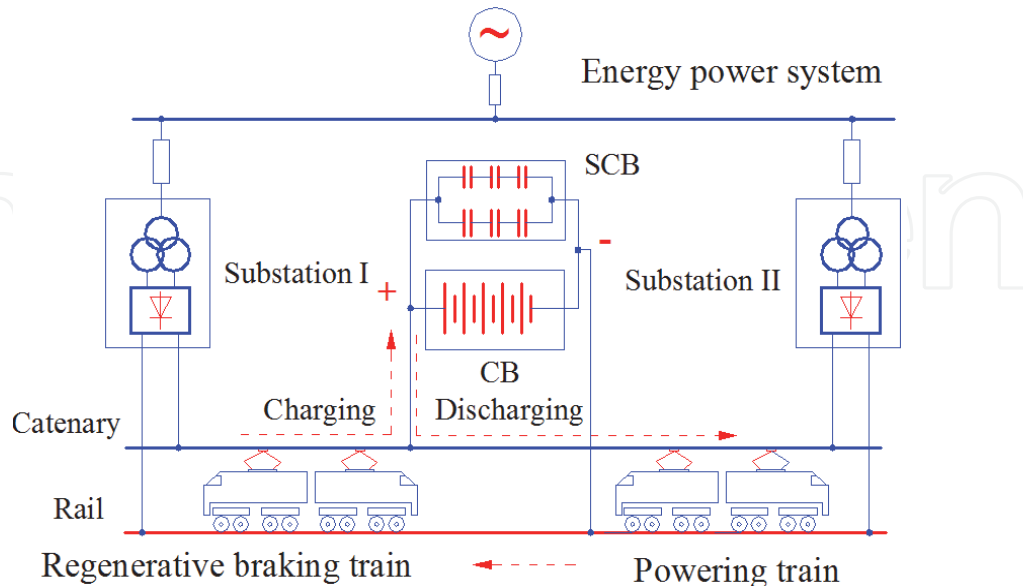 Energy power system
SCB
Substation I
+
-
Substation II
CB
Charging
Discharging
Catenary
Rail
Regenerative braking train
Powering train